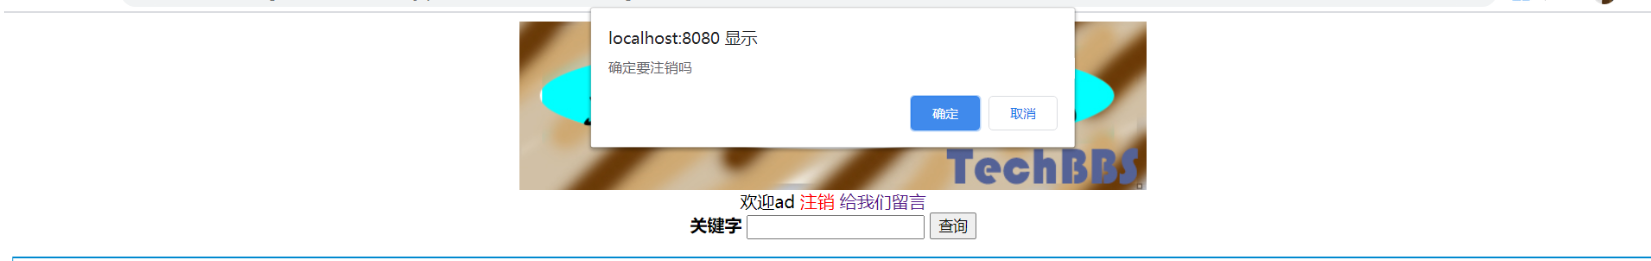 localhost:8080 显示
确定要注销吗
确定 取消
TechBBS
欢迎ad 注销 给我们留言
关键字 查询